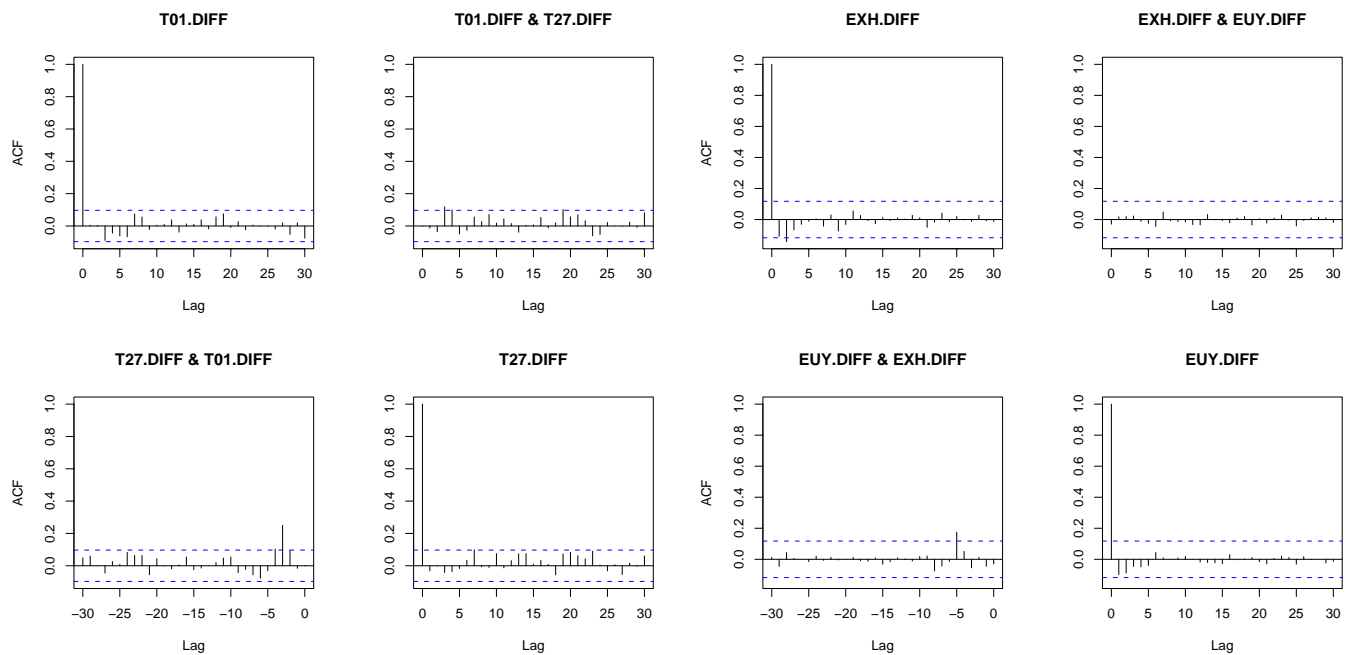 T01.DIFF
ACF
0.0 0.2 0.4 0.6 0.8 1.0
0 5 10 15 20 25 30
Lag
T01.DIFF & T27.DIFF
0.0 0.2 0.4 0.6 0.8 1.0
0 5 10 15 20 25 30
Lag
T27.DIFF & T01.DIFF
ACF
0.0 0.2 0.4 0.6 0.8 1.0
−30 −25 −20 −15 −10 −5 0
Lag
T27.DIFF
0.0 0.2 0.4 0.6 0.8 1.0
0 5 10 15 20 25 30
Lag
EXH.DIFF
ACF
0.0 0.2 0.4 0.6 0.8 1.0
0 5 10 15 20 25 30
Lag
EXH.DIFF & EUY.DIFF
0.0 0.2 0.4 0.6 0.8 1.0
0 5 10 15 20 25 30
Lag
EUY.DIFF & EXH.DIFF
ACF
0.0 0.2 0.4 0.6 0.8 1.0
−30 −25 −20 −15 −10 −5 0
Lag
EUY.DIFF
0.0 0.2 0.4 0.6 0.8 1.0
0 5 10 15 20 25 30
Lag